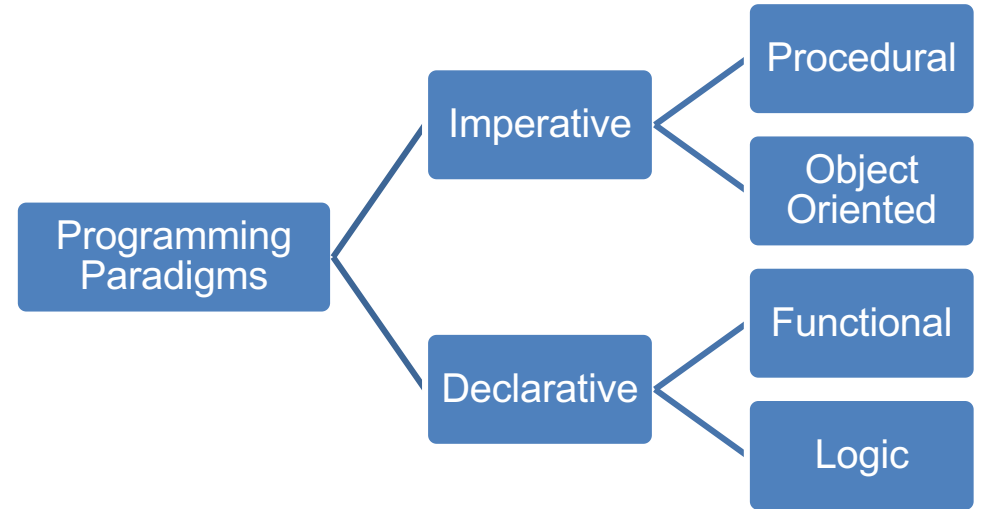 Programming
Paradigms
Imperative
Procedural
Object
Oriented
Declarative
Functional
Logic